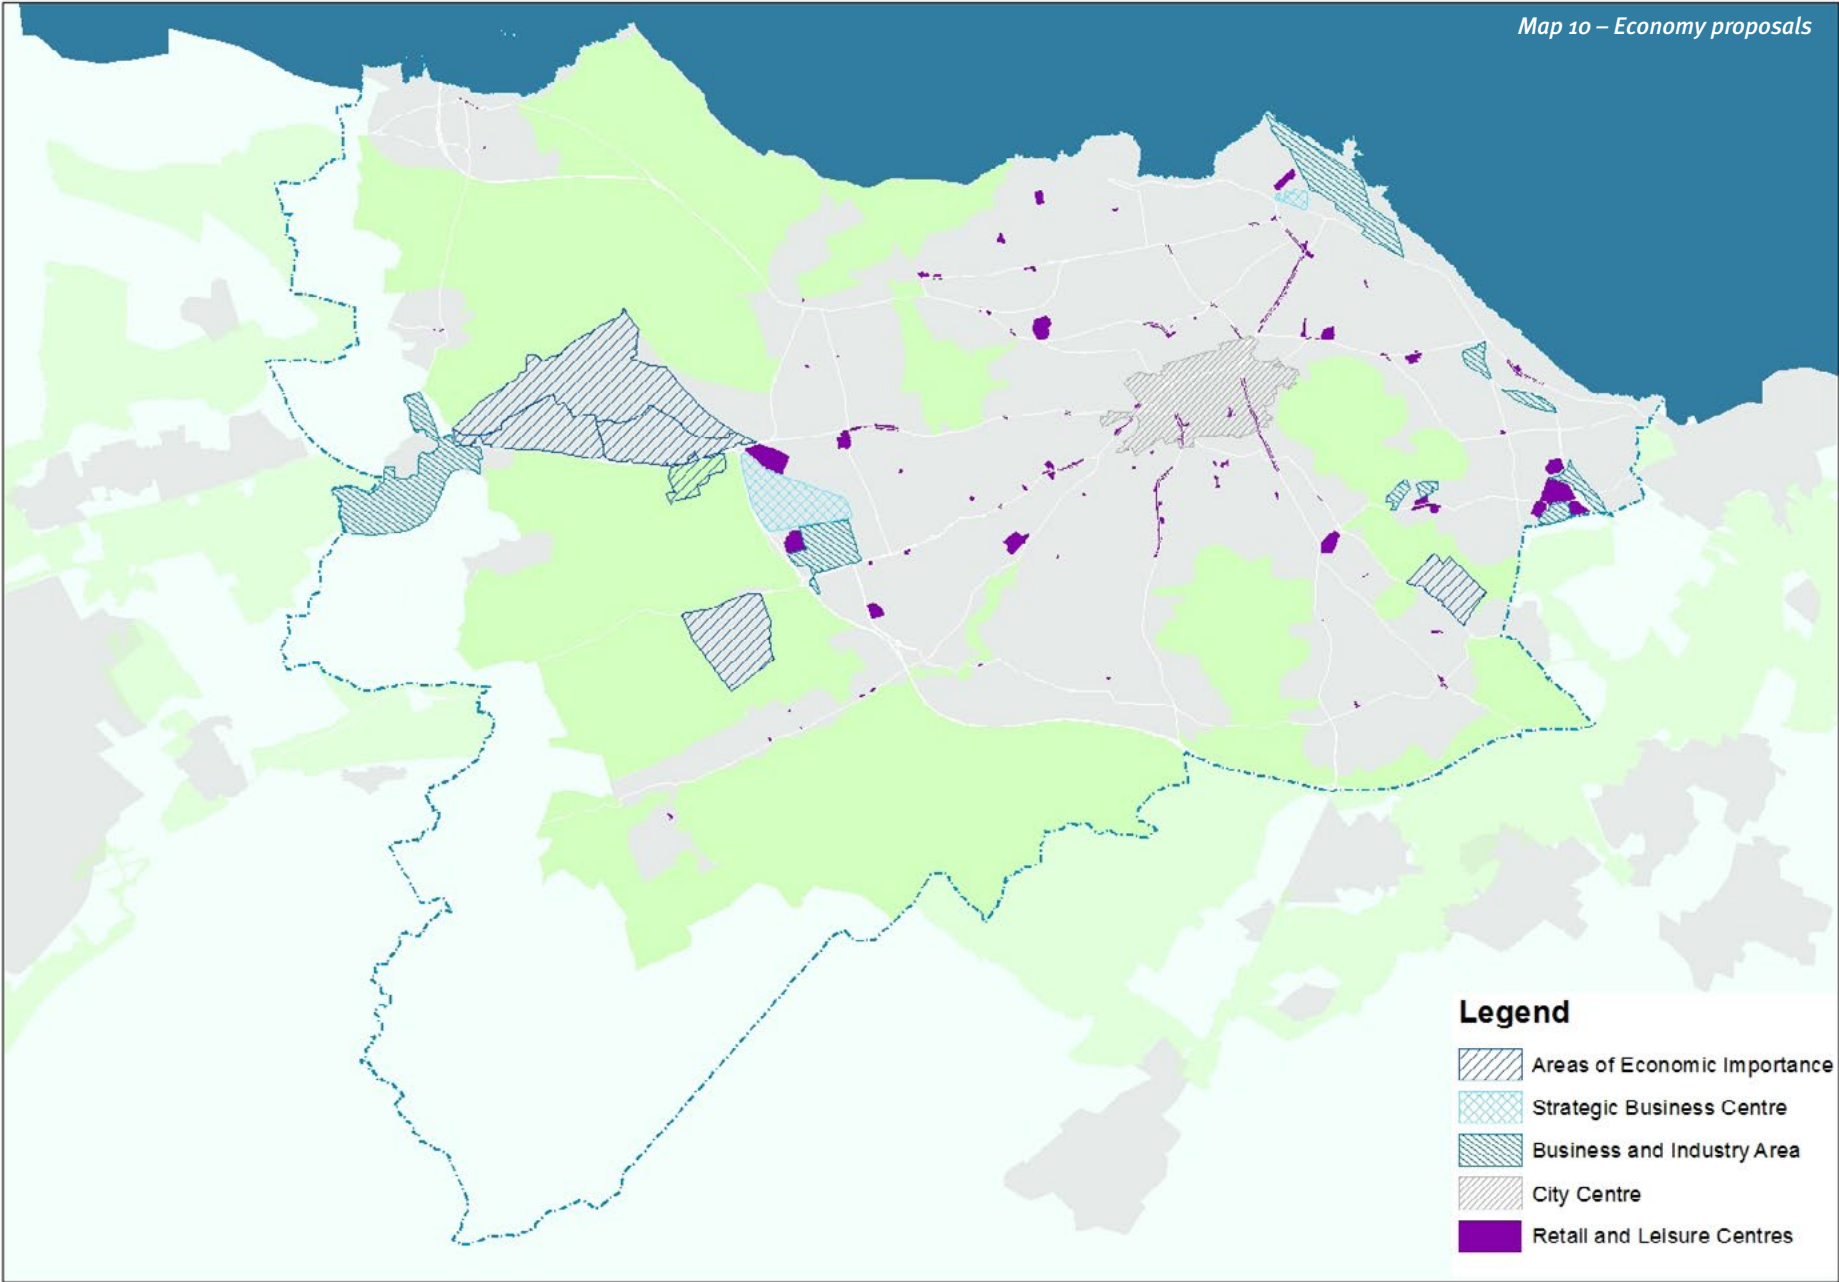 Map 10 – Economy proposals
Legend
Areas of Economic Importance
Strategic Business Centre
Business and Industry Area
City Centre
Retail and Leisure Centres